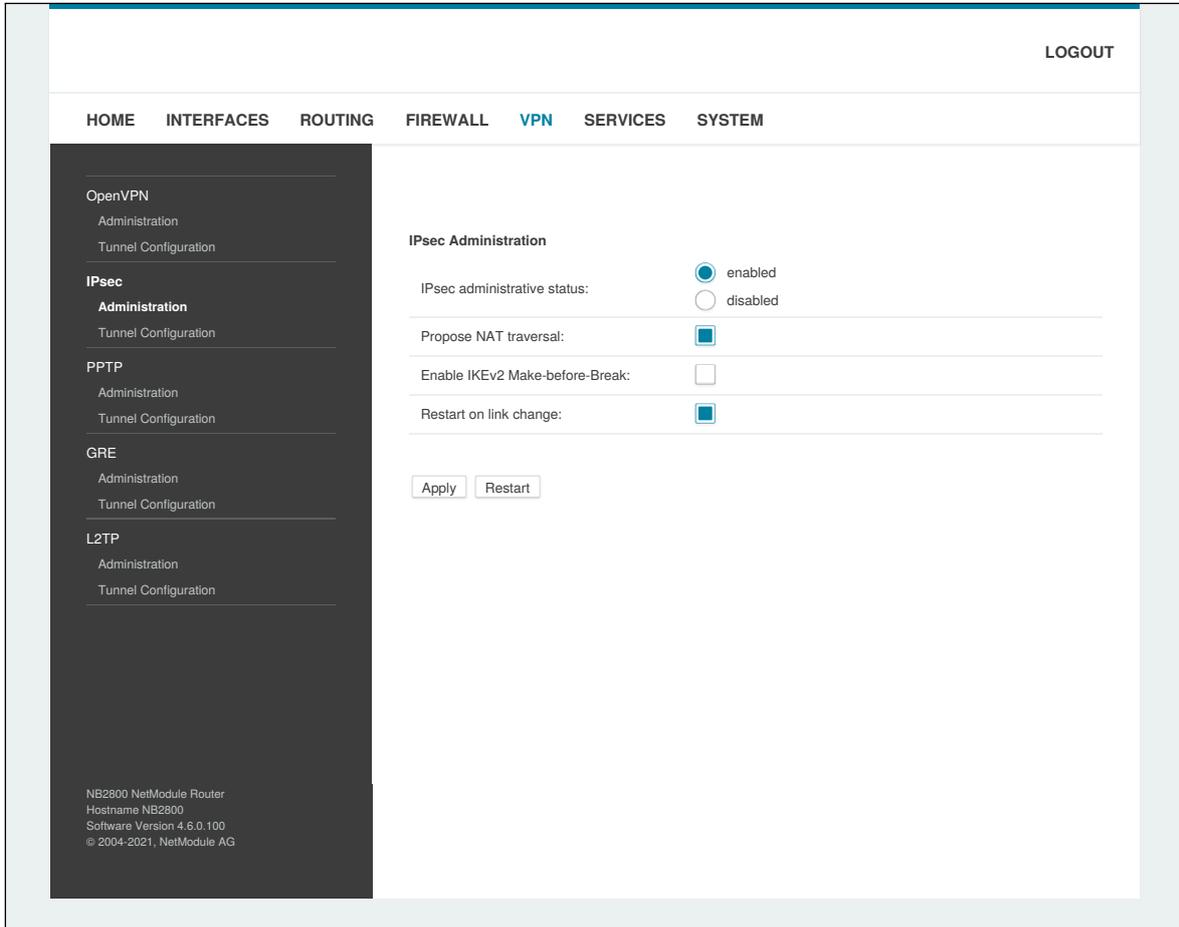 LOGOUT
HOME INTERFACES ROUTING FIREWALL VPN SERVICES SYSTEM
OpenVPN
Administration
Tunnel Configuration
IPsec
Administration
Tunnel Configuration
PPTP
Administration
Tunnel Configuration
GRE
Administration
Tunnel Configuration
L2TP
Administration
Tunnel Configuration
NB2800 NetModule Router
Hostname NB2800
Software Version 4.6.0.100
© 2004-2021, NetModule AG
IPsec Administration
IPsec administrative status:
enabled
disabled
Propose NAT traversal:
Enable IKEv2 Make-before-Break:
Restart on link change:
Apply Restart